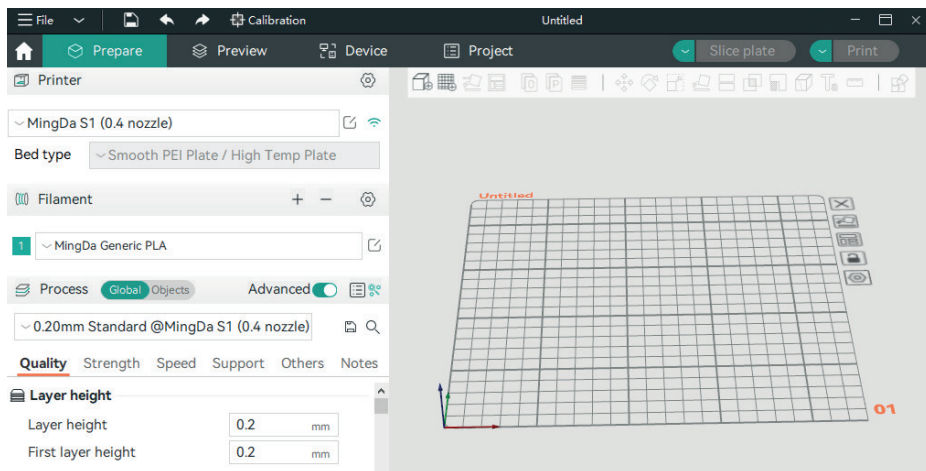 File Calibration Untitled
Prepare Preview Device Project Slice plate Print
Printer
MingDa S1 (0.4 nozzle)
Bed type Smooth PEI Plate / High Temp Plate
Filament
1 MingDa Generic PLA
Process Global Objects Advanced
0.20mm Standard @MingDa S1 (0.4 nozzle)
Quality Strength Speed Support Others Notes
Layer height
Layer height 0.2 mm
First layer height 0.2 mm
Untitled
01